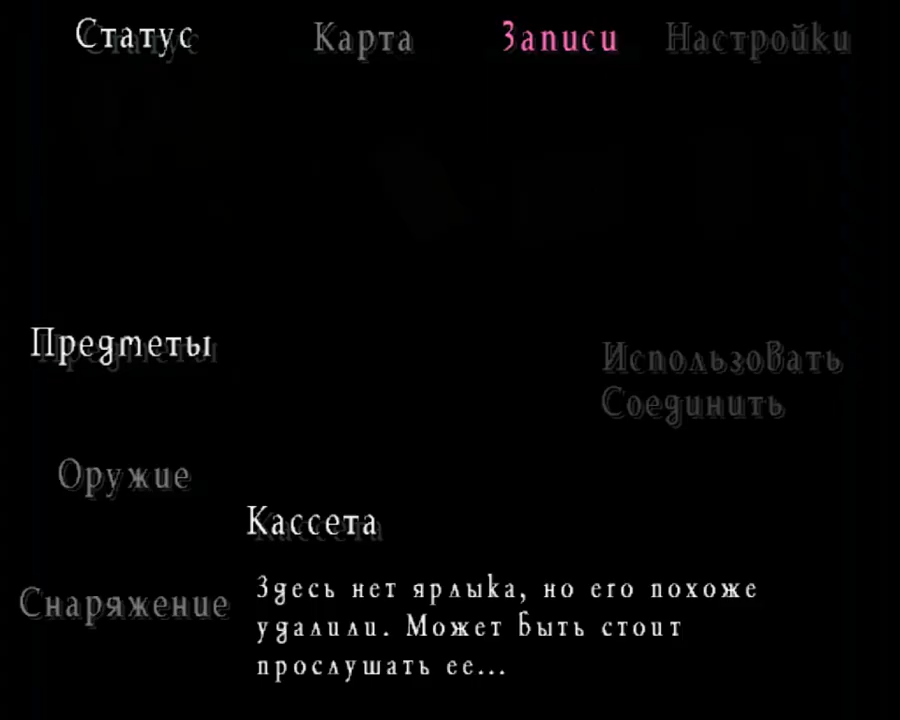 Статус
Карта
Записи
Настройки
Предметы
Использовать
Соединить
Оружие
Кассета
Снаряжение
Здесь нет ярлыка, но его похоже
удалили. Может быть стоит
прослушать ее...